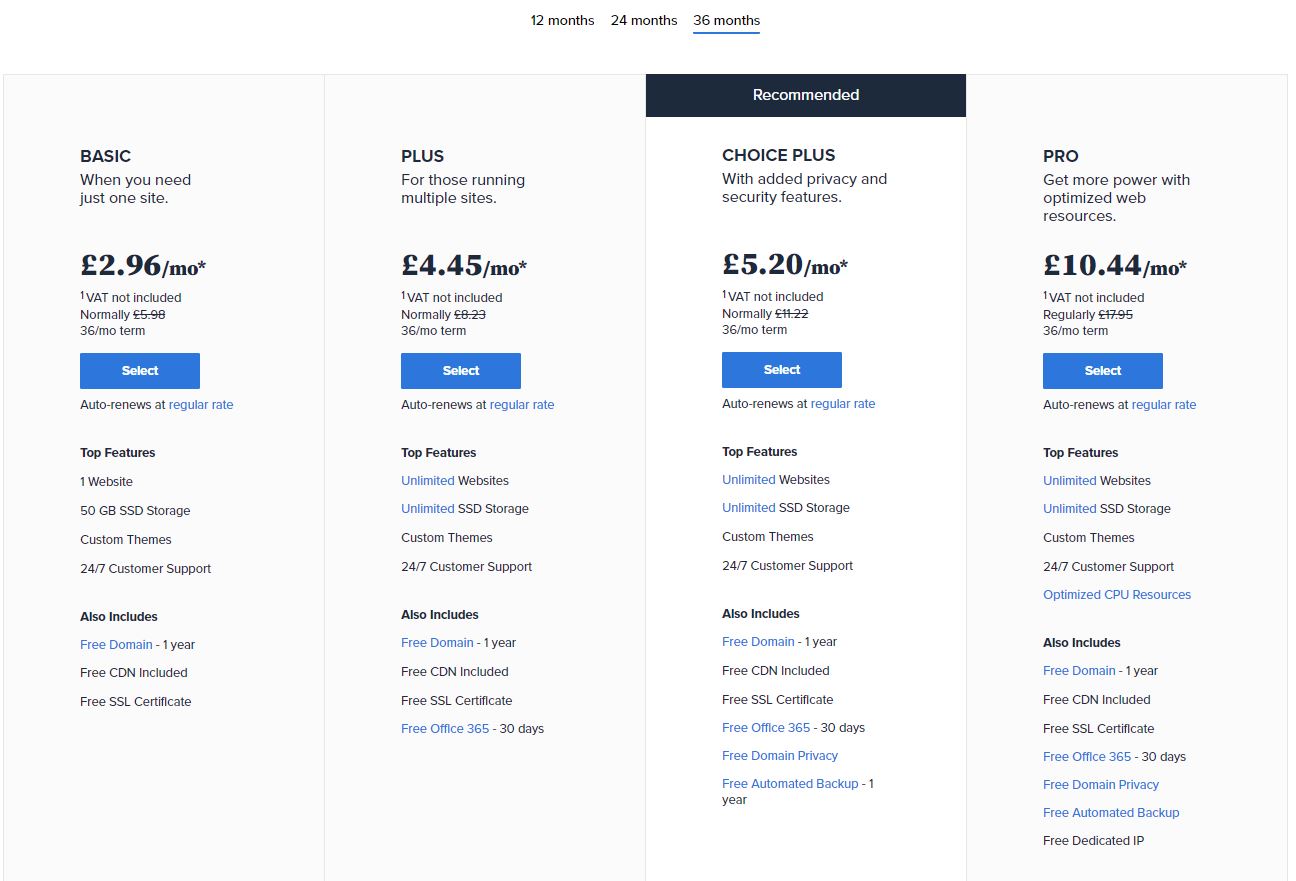 12 months 24 months 36 months
BASIC
When you need
just one site.
£2.96/mo*
¹VAT not included
Normally £5.98
36/mo term
Select
Auto-renews at regular rate
Top Features
1 Website
50 GB SSD Storage
Custom Themes
24/7 Customer Support
Also Includes
Free Domain - 1 year
Free CDN Included
Free SSL Certificate
PLUS
For those running
multiple sites.
£4.45/mo*
¹VAT not included
Normally £8.23
36/mo term
Select
Auto-renews at regular rate
Top Features
Unlimited Websites
Unlimited SSD Storage
Custom Themes
24/7 Customer Support
Also Includes
Free Domain - 1 year
Free CDN Included
Free SSL Certificate
Free Office 365 - 30 days
Recommended
CHOICE PLUS
With added privacy and
security features.
£5.20/mo*
¹VAT not included
Normally £11.22
36/mo term
Select
Auto-renews at regular rate
Top Features
Unlimited Websites
Unlimited SSD Storage
Custom Themes
24/7 Customer Support
Also Includes
Free Domain - 1 year
Free CDN Included
Free SSL Certificate
Free Office 365 - 30 days
Free Domain Privacy
Free Automated Backup - 1
year
PRO
Get more power with
optimized web
resources.
£10.44/mo*
¹VAT not included
Regularly £17.95
36/mo term
Select
Auto-renews at regular rate
Top Features
Unlimited Websites
Unlimited SSD Storage
Custom Themes
24/7 Customer Support
Optimized CPU Resources
Also Includes
Free Domain - 1 year
Free CDN Included
Free SSL Certificate
Free Office 365 - 30 days
Free Domain Privacy
Free Automated Backup
Free Dedicated IP